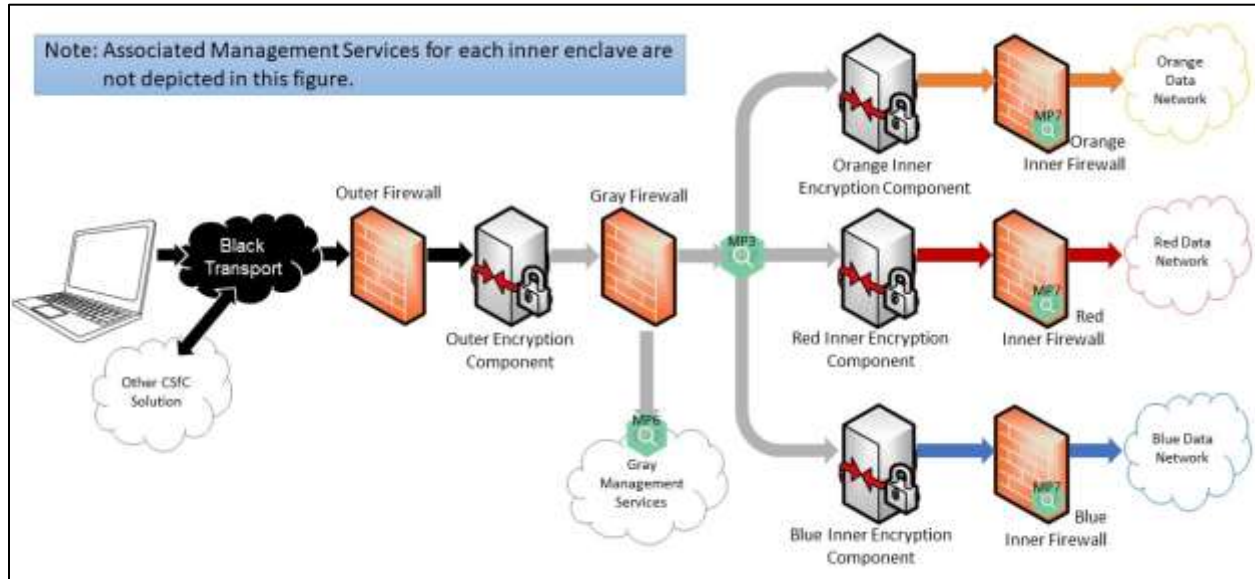 Note: Associated Management Services for each inner enclave are
not depicted in this figure.
Orange
Data
Network
MP7
Orange
Inner Firewall
Orange Inner
Encryption Component
Outer Firewall
Gray Firewall
Black
Transport
MP3
Red Data
Network
MP7
Red
Inner Firewall
Red Inner Encryption
Component
Outer Encryption
Component
Other CSfC
Solution
MP6
Gray
Management
Services
Blue Data
Network
MP7
Blue
Inner Firewall
Blue Inner Encryption
Component